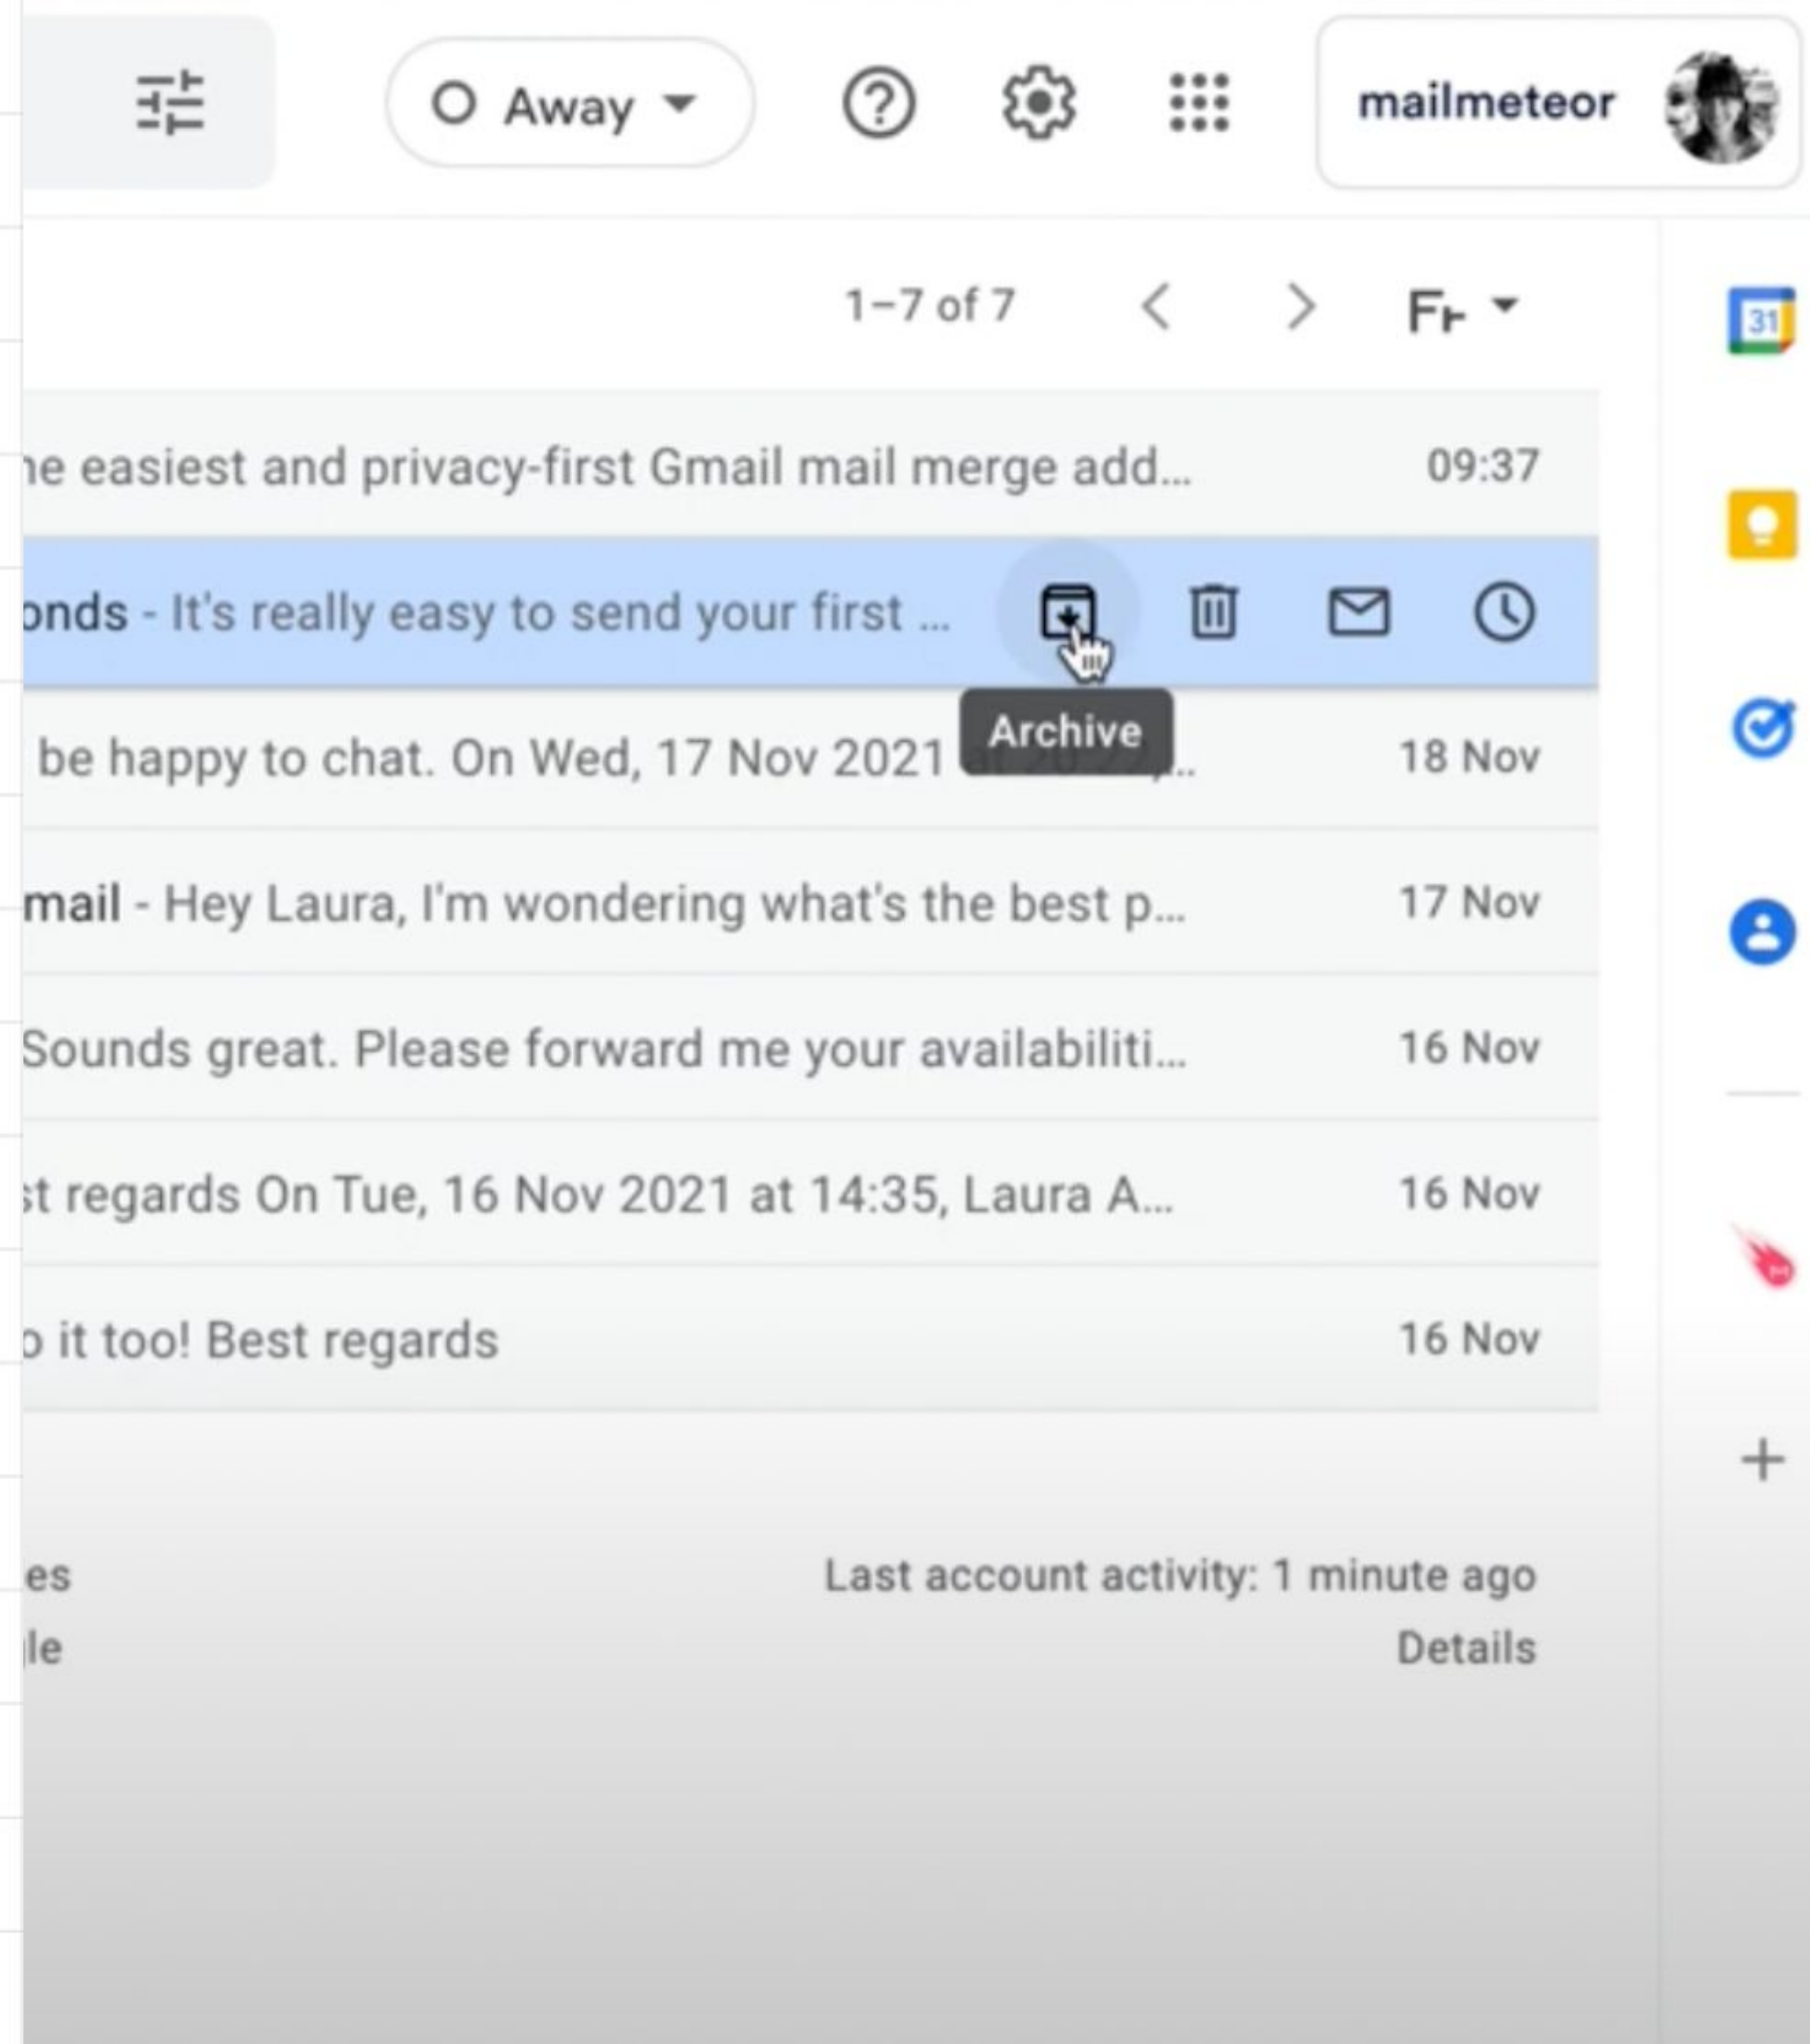 Away
mailmeteor
1–7 of 7
Fr
31
he easiest and privacy-first Gmail mail merge add... 09:37
onds - It's really easy to send your first ...
Archive
be happy to chat. On Wed, 17 Nov 2021 18 Nov
mail - Hey Laura, I'm wondering what's the best p... 17 Nov
Sounds great. Please forward me your availabiliti... 16 Nov
st regards On Tue, 16 Nov 2021 at 14:35, Laura A... 16 Nov
o it too! Best regards 16 Nov
es
Last account activity: 1 minute ago
le
Details